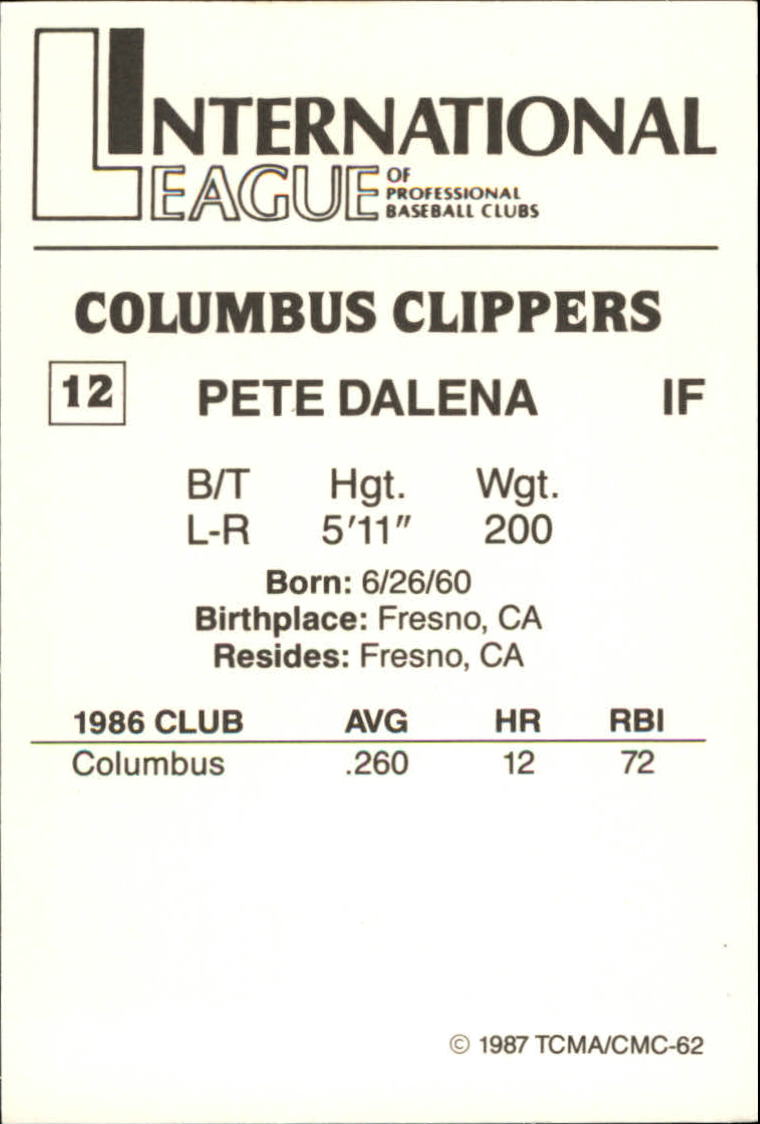 INTERNATIONAL
LEAGUE OF
PROFESSIONAL
BASEBALL CLUBS
COLUMBUS CLIPPERS
12 PETE DALENA IF
B/T Hgt. Wgt.
L-R 5'11" 200
Born: 6/26/60
Birthplace: Fresno, CA
Resides: Fresno, CA
1986 CLUB AVG HR RBI
Columbus .260 12 72
© 1987 TCMA/CMC-62